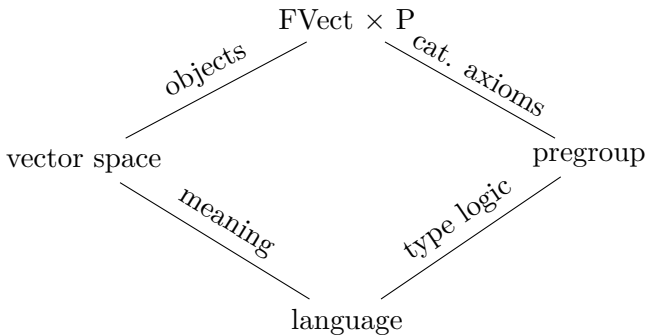 FVect × P
objects
cat. axioms
vector space
pregroup
meaning
type logic
language